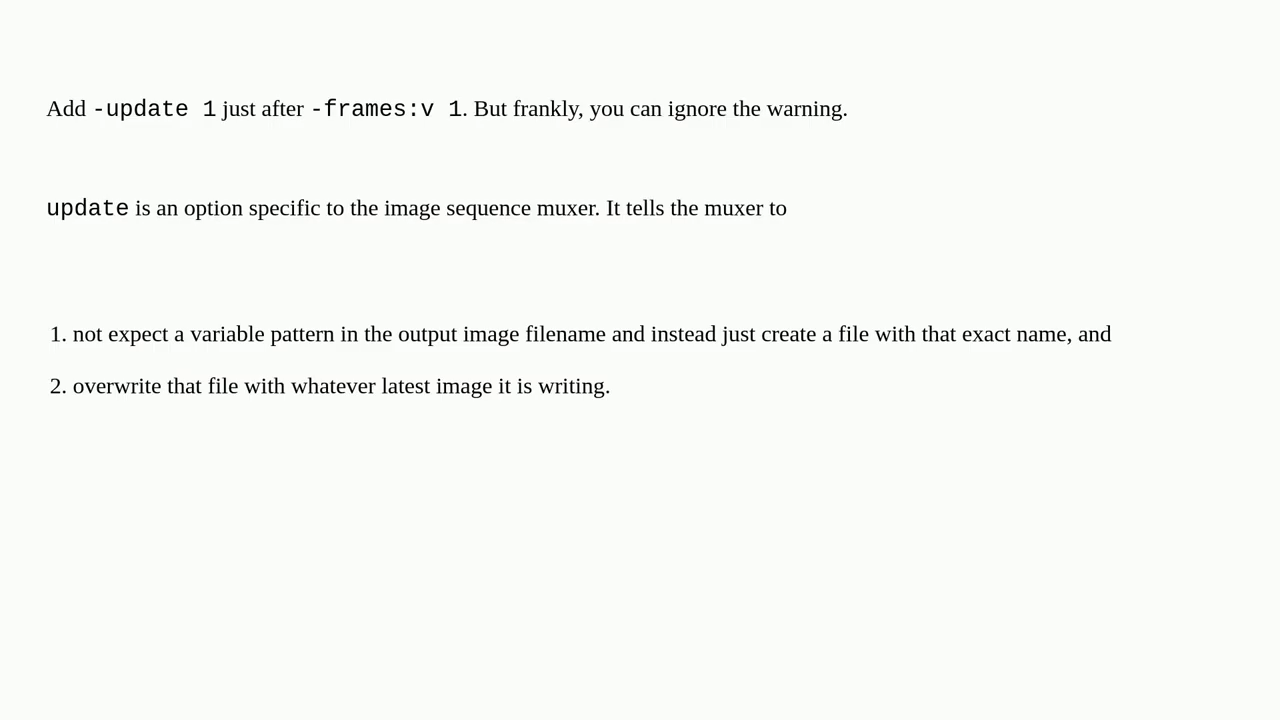 Add -update 1 just after -frames:v 1. But frankly, you can ignore the warning.
update is an option specific to the image sequence muxer. It tells the muxer to
1. not expect a variable pattern in the output image filename and instead just create a file with that exact name, and
2. overwrite that file with whatever latest image it is writing.